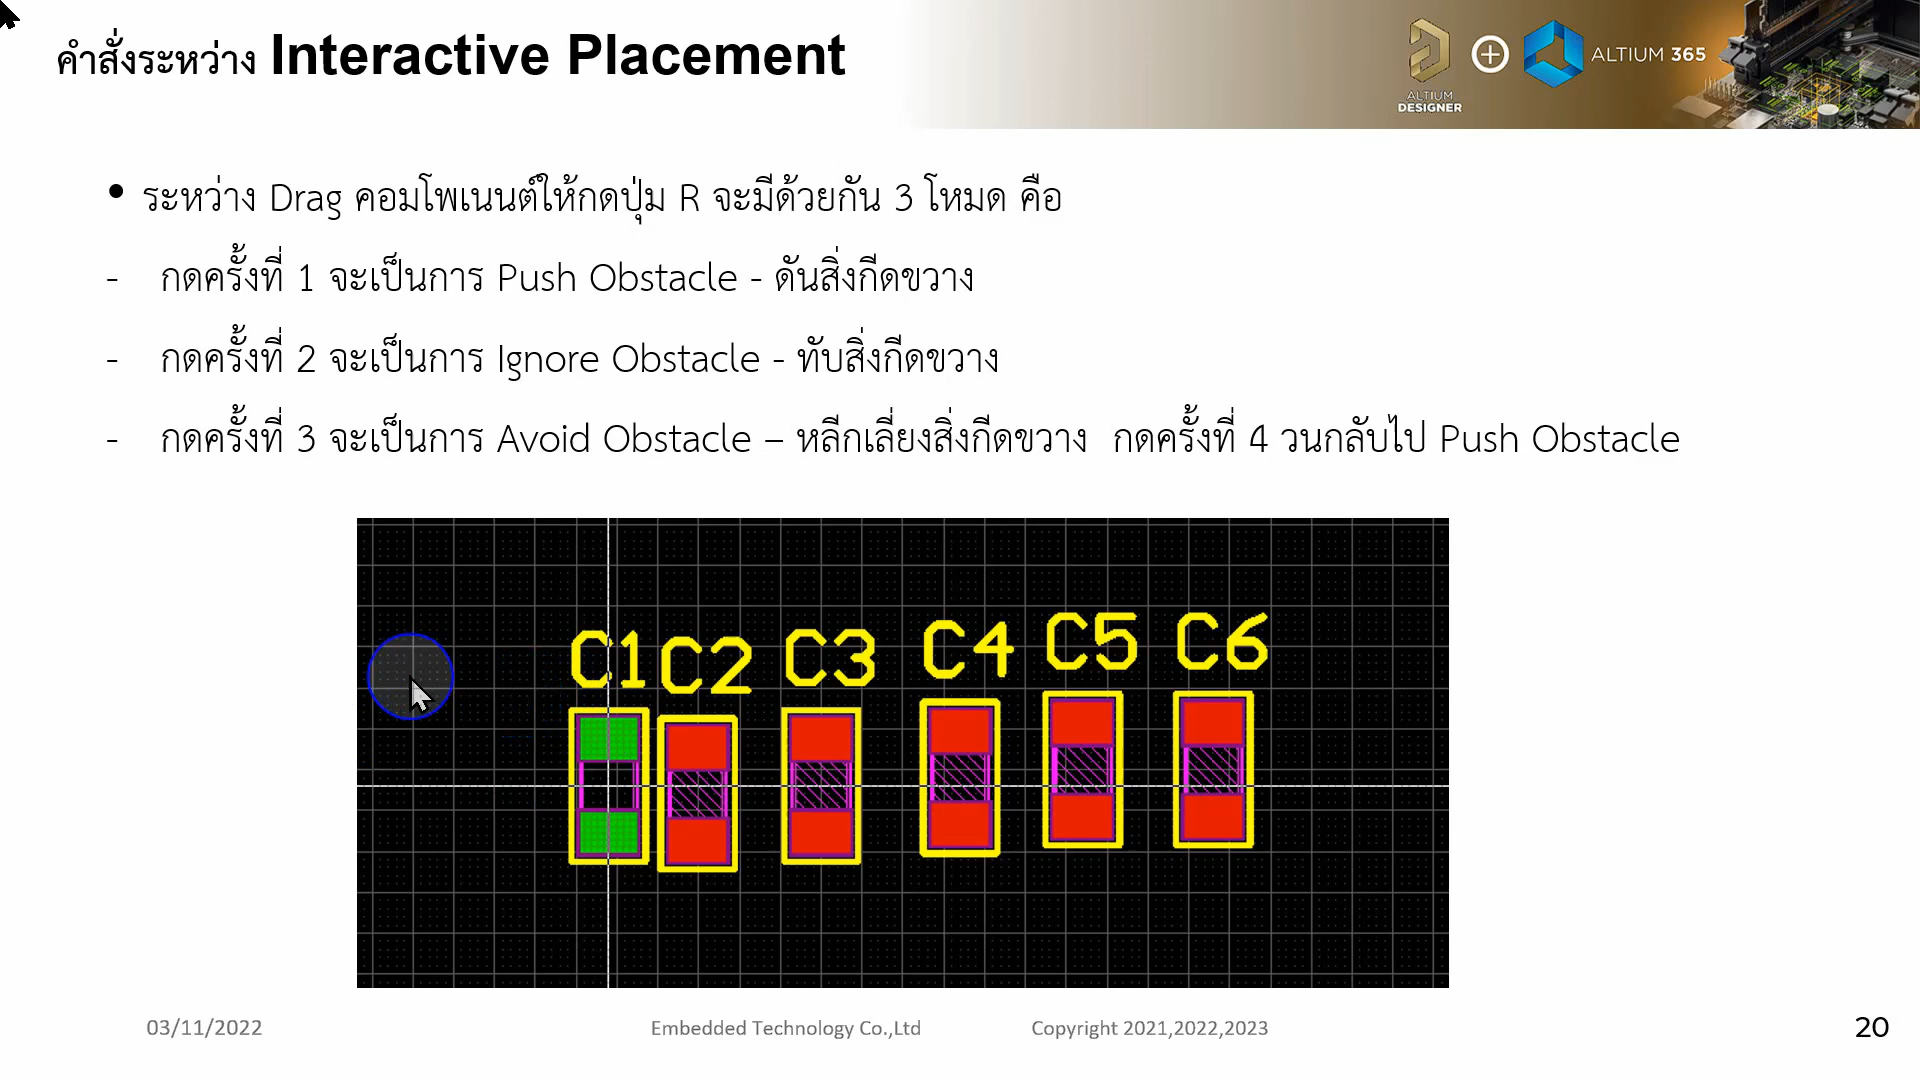 คำสั่งระหว่าง Interactive Placement
ALTIUM DESIGNER
ALTIUM 365
• ระหว่าง Drag คอมโพเนนต์ให้กดปุ่ม R จะมีด้วยกัน 3 โหมด คือ
- กดครั้งที่ 1 จะเป็นการ Push Obstacle - ดันสิ่งกีดขวาง
- กดครั้งที่ 2 จะเป็นการ Ignore Obstacle - ทับสิ่งกีดขวาง
- กดครั้งที่ 3 จะเป็นการ Avoid Obstacle – หลีกเลี่ยงสิ่งกีดขวาง กดครั้งที่ 4 วนกลับไป Push Obstacle
C1 C2 C3 C4 C5 C6
03/11/2022 Embedded Technology Co.,Ltd Copyright 2021,2022,2023 20